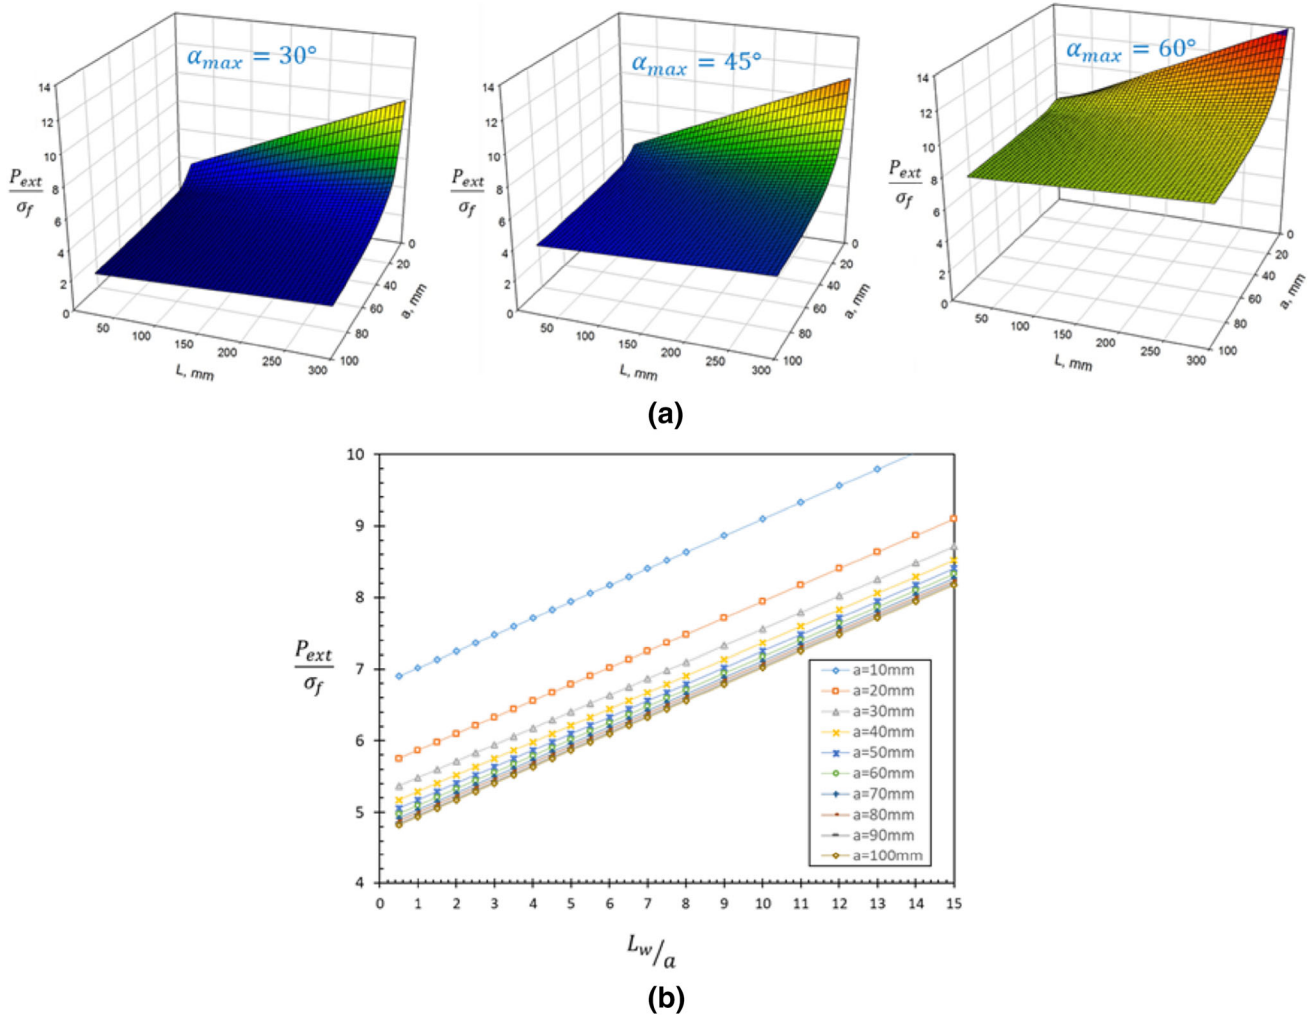 α_max = 30°
14
12
10
8
6
4
2
0
P_ext
σ_f
50
100
150
200
250
300
L, mm
0
20
40
60
80
100
a, mm
α_max = 45°
14
12
10
8
6
4
2
0
P_ext
σ_f
50
100
150
200
250
300
L, mm
0
20
40
60
80
100
a, mm
α_max = 60°
14
12
10
8
6
4
2
0
P_ext
σ_f
50
100
150
200
250
300
L, mm
0
20
40
60
80
100
a, mm
(a)
10
9
8
7
6
5
4
P_ext
σ_f
a=10mm
a=20mm
a=30mm
a=40mm
a=50mm
a=60mm
a=70mm
a=80mm
a=90mm
a=100mm
0 1 2 3 4 5 6 7 8 9 10 11 12 13 14 15
L_w/a
(b)